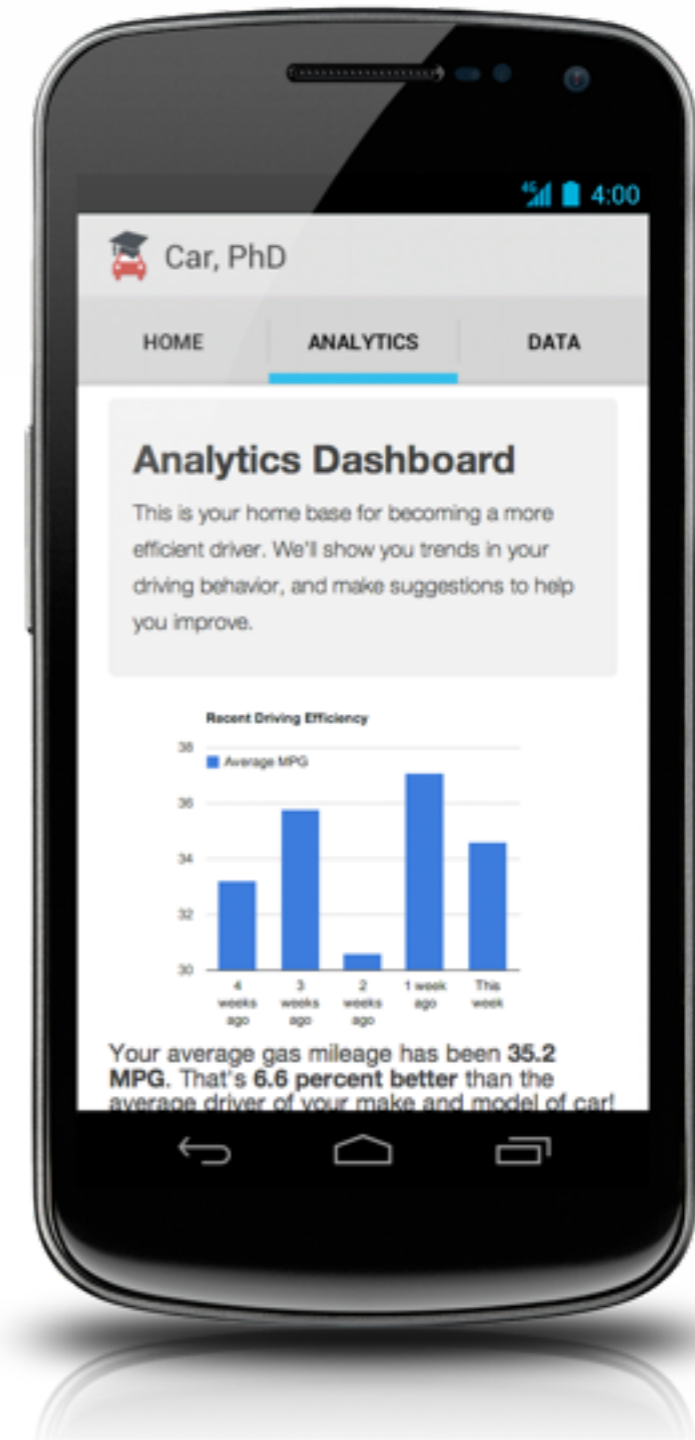 4G 4:00
Car, PhD
HOME ANALYTICS DATA
Analytics Dashboard
This is your home base for becoming a more
efficient driver. We'll show you trends in your
driving behavior, and make suggestions to help
you improve.
Recent Driving Efficiency
Average MPG
38
36
34
32
30
4 weeks ago
3 weeks ago
2 weeks ago
1 week ago
This week
Your average gas mileage has been 35.2
MPG. That's 6.6 percent better than the
average driver of your make and model of car!